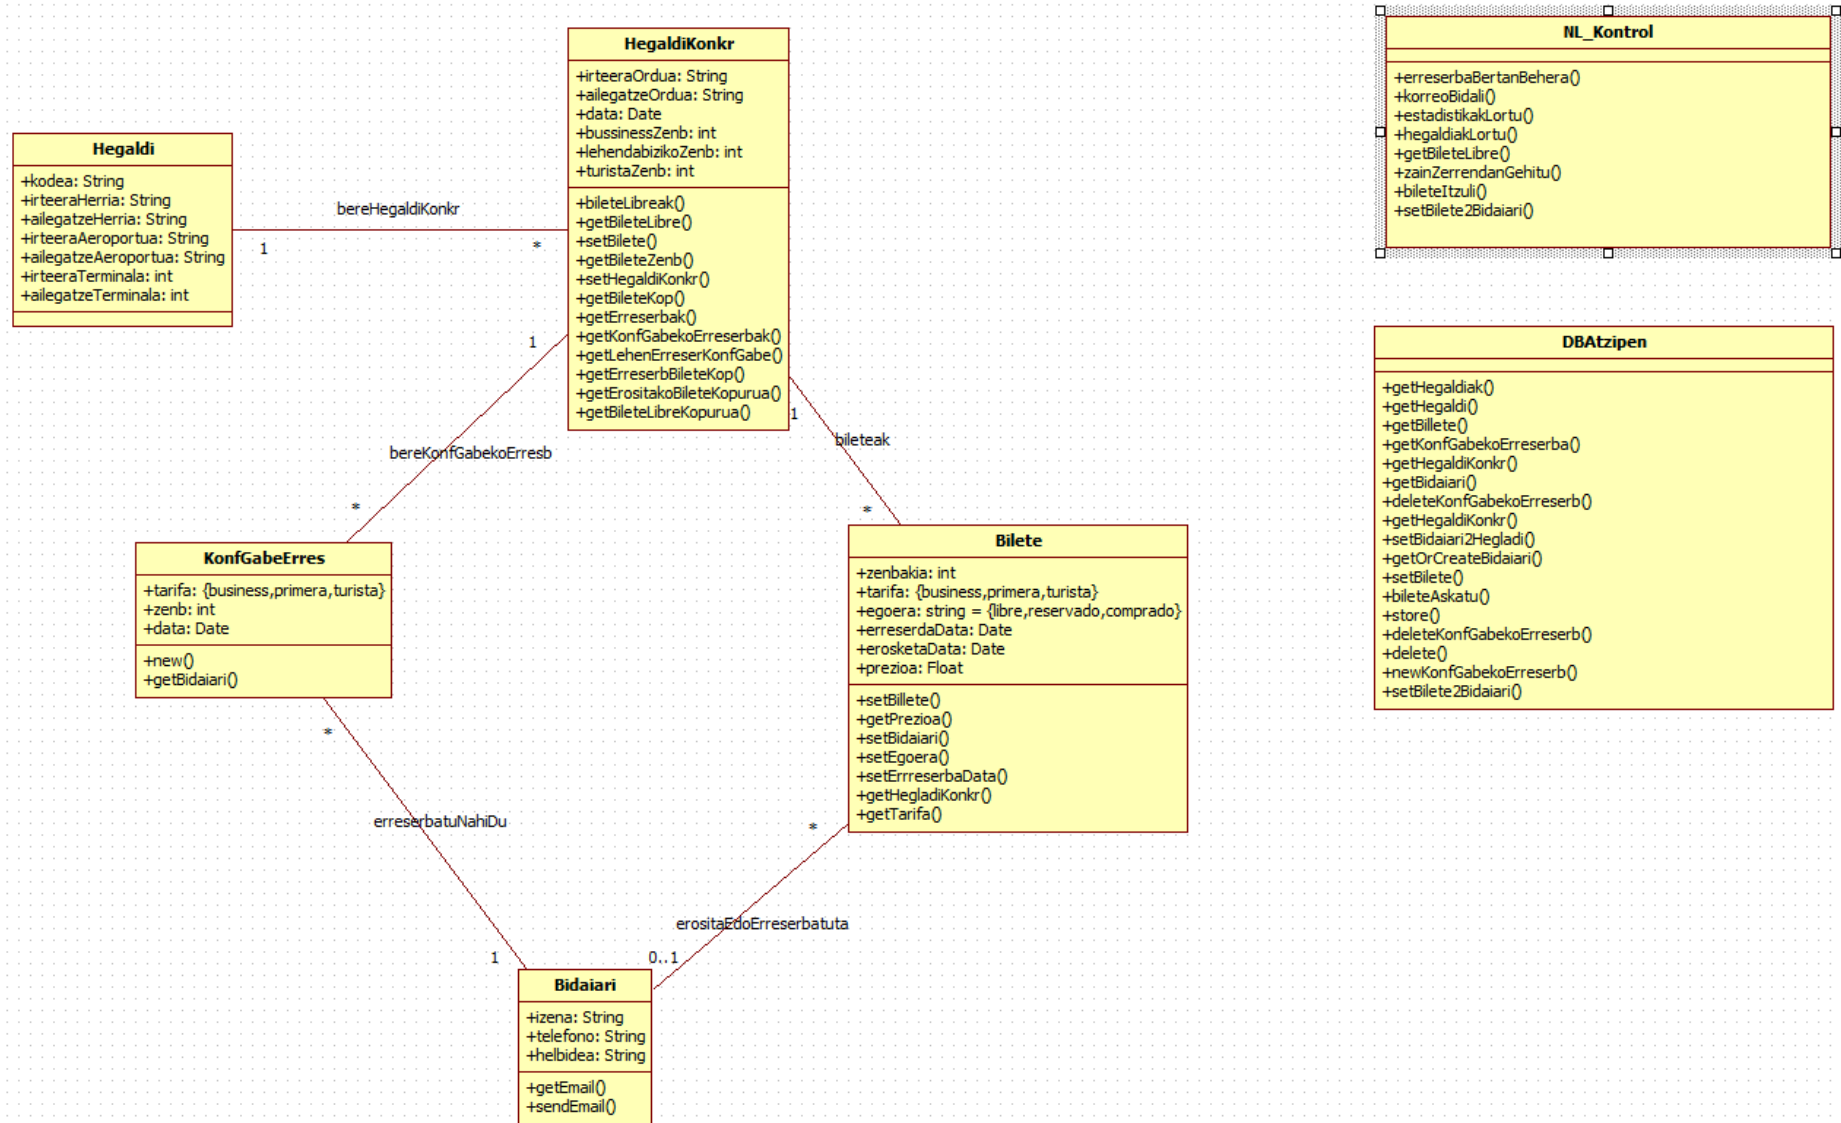 HegaldiKonkr
+irteeraOrdua: String
+ailegatzeOrdua: String
+data: Date
+bussinessZenb: int
+lehendabizikoZenb: int
+turistaZenb: int
+bileteLibreak()
+getBileteLibre()
+setBilete()
+getBileteZenb()
+setHegaldiKonkr()
+getBileteKop()
+getErreserbak()
+getKonfGabekoErreserbak()
+getLehenErreserKonfGabe()
+getErreserbBileteKop()
+getErositakoBileteKopurua()
+getBileteLibreKopurua()
NL_Kontrol
+erreserbaBertanBehera()
+korreoBidali()
+estadistikakLortu()
+hegaldiakLortu()
+getBileteLibre()
+zainZerrendanGehitu()
+bileteItzuli()
+setBilete2Bidaiari()
Hegaldi
+kodea: String
+irteeraHerria: String
+ailegatzeHerria: String
+irteeraAeroportua: String
+ailegatzeAeroportua: String
+irteeraTerminala: int
+ailegatzeTerminala: int
bereHegaldiKonkr
1
*
DBAtzipen
+getHegaldiak()
+getHegaldi()
+getBillete()
+getKonfGabekoErreserba()
+getHegaldiKonkr()
+getBidaiari()
+deleteKonfGabekoErreserb()
+getHegaldiKonkr()
+setBidaiari2Hegladi()
+getOrCreateBidaiari()
+setBilete()
+bileteAskatu()
+store()
+deleteKonfGabekoErreserb()
+delete()
+newKonfGabekoErreserb()
+setBilete2Bidaiari()
1
bereKonfGabekoErresb
*
1
bileteak
*
KonfGabeErres
+tarifa: {business,primera,turista}
+zenb: int
+data: Date
+new()
+getBidaiari()
Bilete
+zenbakia: int
+tarifa: {business,primera,turista}
+egoera: string = {libre,reservado,comprado}
+erreserdaData: Date
+erosketaData: Date
+prezioa: Float
+setBillete()
+getPrezioa()
+setBidaiari()
+setEgoera()
+setErrreserbaData()
+getHegladiKonkr()
+getTarifa()
*
erreserbatuNahiDu
1
*
erositaEdoErreserbatuta
0..1
Bidaiari
+izena: String
+telefono: String
+helbidea: String
+getEmail()
+sendEmail()